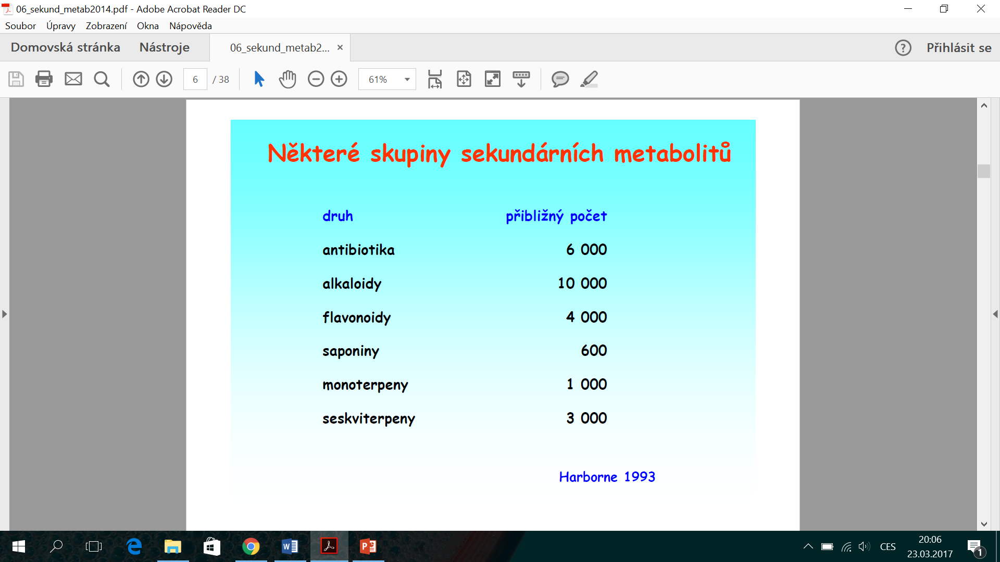 06_sekund_metab2014.pdf - Adobe Acrobat Reader DC
Soubor Úpravy Zobrazení Okna Nápověda
Domovská stránka Nástroje 06_sekund_metab2... × Přihlásit se
6 / 38 61%
Některé skupiny sekundárních metabolitů
druh přibližný počet
antibiotika 6 000
alkaloidy 10 000
flavonoidy 4 000
saponiny 600
monoterpeny 1 000
seskviterpeny 3 000
Harborne 1993
CES 20:06
23.03.2017 1